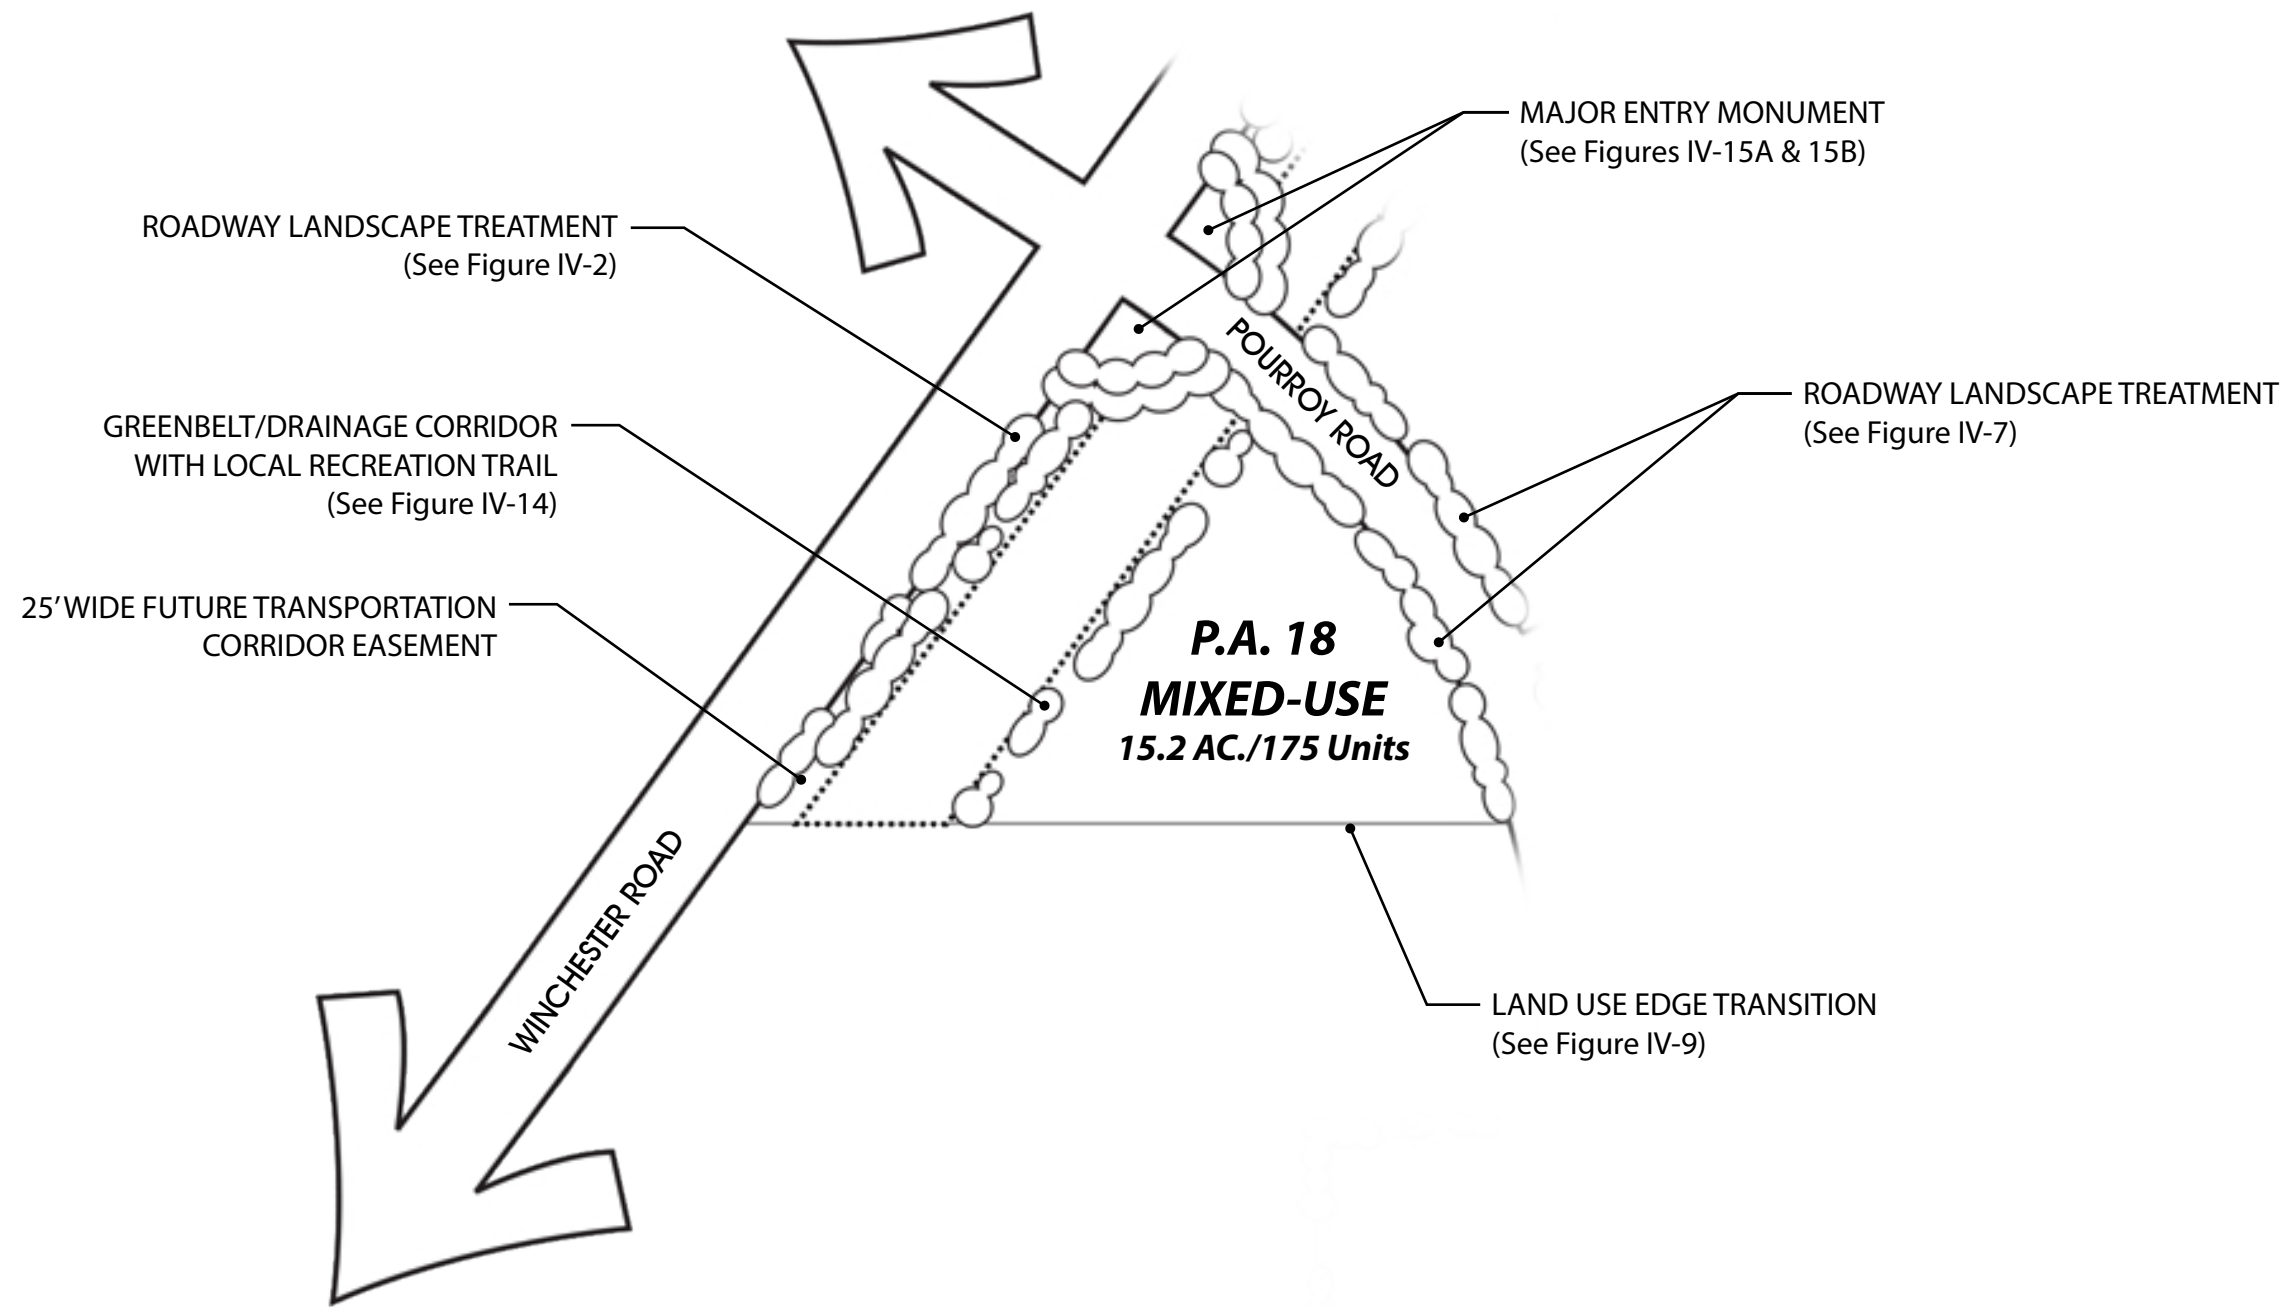 MAJOR ENTRY MONUMENT
(See Figures IV-15A & 15B)
ROADWAY LANDSCAPE TREATMENT
(See Figure IV-2)
POURROY ROAD
ROADWAY LANDSCAPE TREATMENT
(See Figure IV-7)
GREENBELT/DRAINAGE CORRIDOR
WITH LOCAL RECREATION TRAIL
(See Figure IV-14)
25' WIDE FUTURE TRANSPORTATION
CORRIDOR EASEMENT
P.A. 18
MIXED-USE
15.2 AC./175 Units
WINCHESTER ROAD
LAND USE EDGE TRANSITION
(See Figure IV-9)